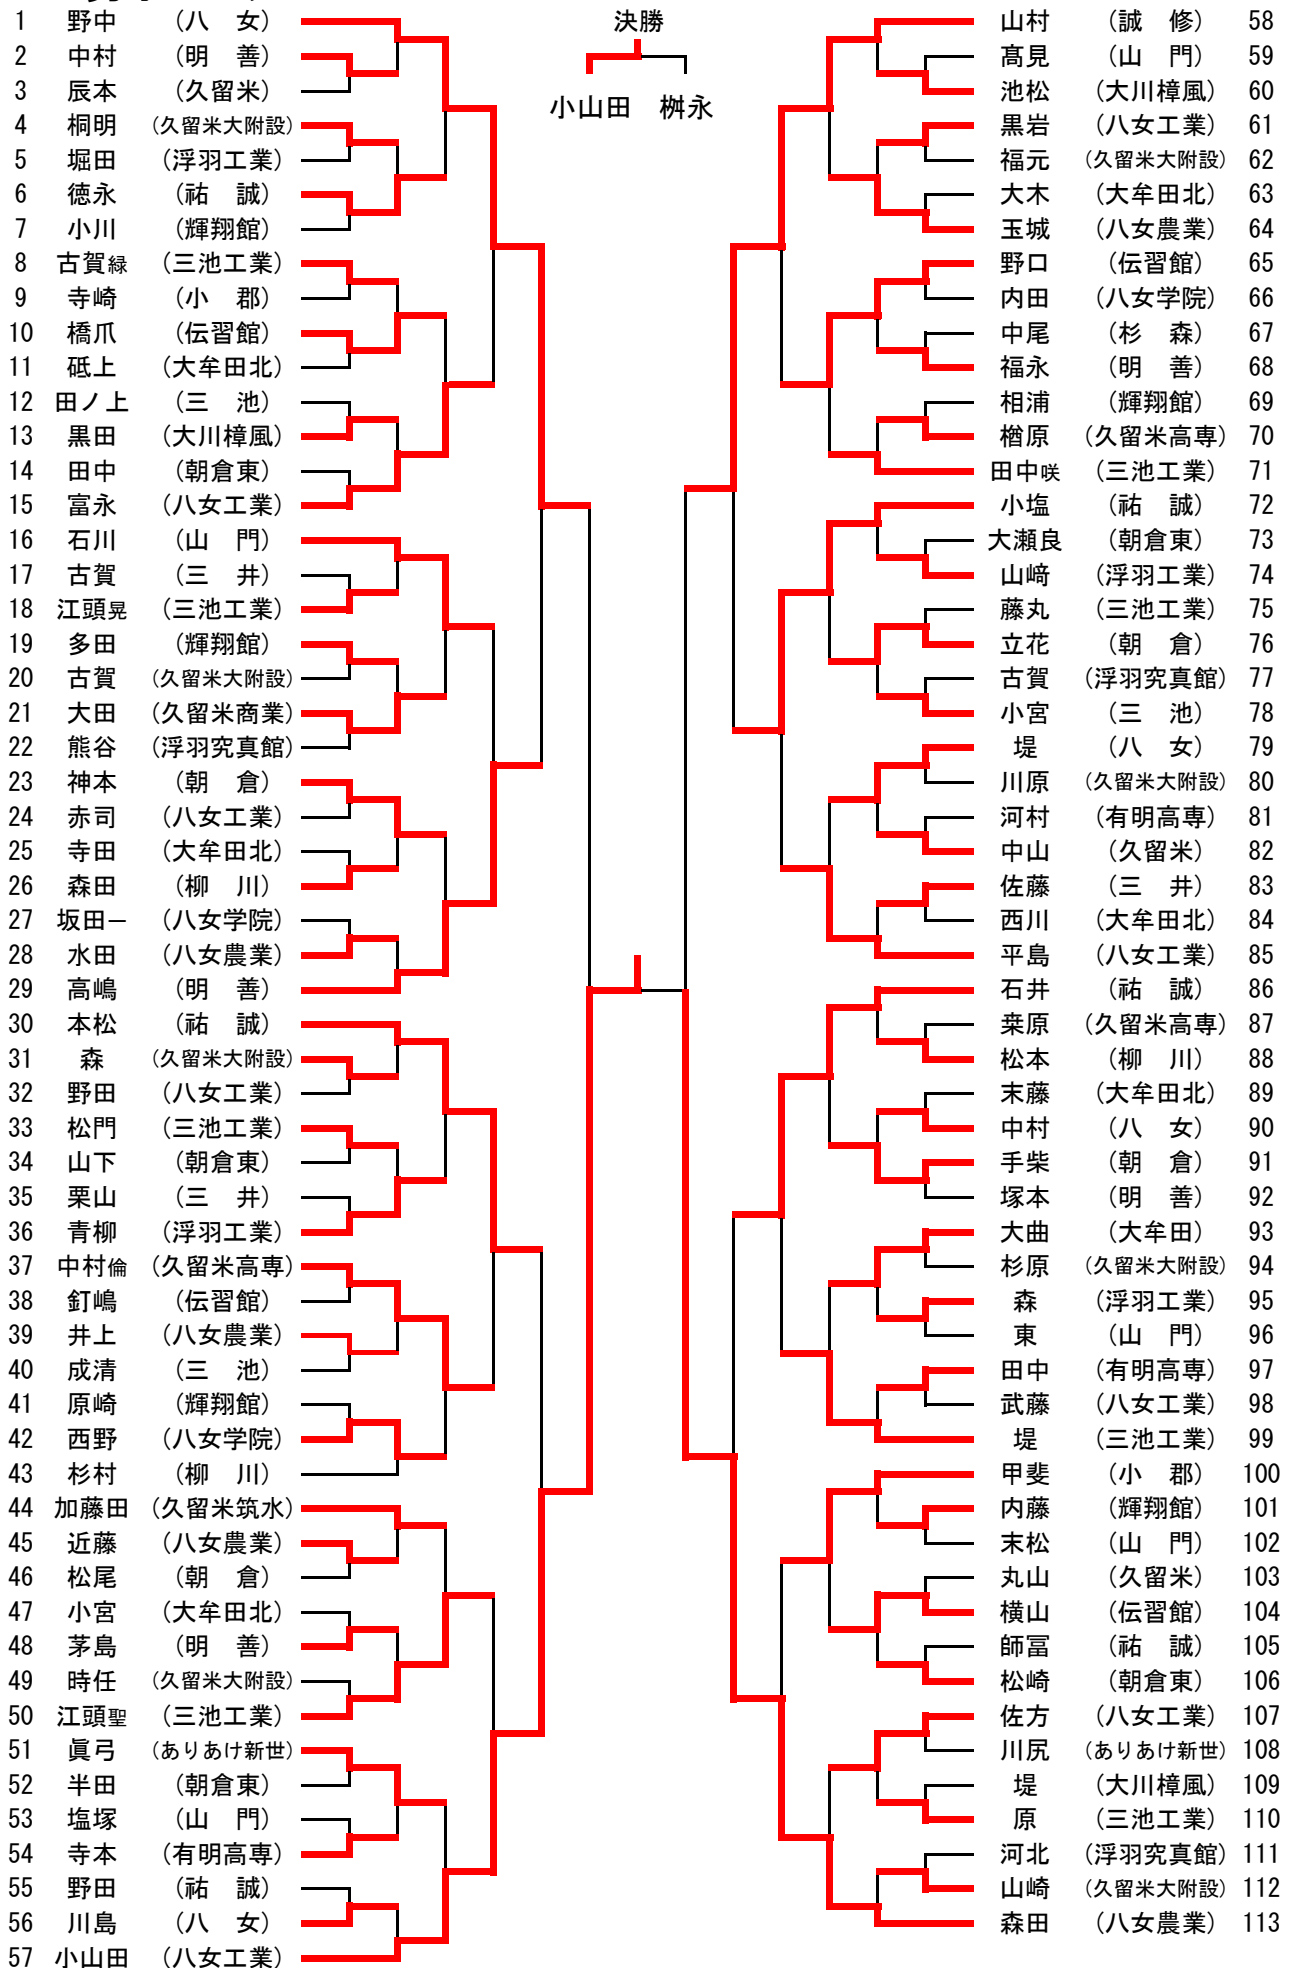 決勝
小山田 桝永
1 野中 (八 女)
2 中村 (明 善)
3 辰本 (久留米)
4 桐明 (久留米大附設)
5 堀田 (浮羽工業)
6 徳永 (祐 誠)
7 小川 (輝翔館)
8 古賀緑 (三池工業)
9 寺崎 (小 郡)
10 橋爪 (伝習館)
11 砥上 (大牟田北)
12 田ノ上 (三 池)
13 黒田 (大川樟風)
14 田中 (朝倉東)
15 富永 (八女工業)
16 石川 (山 門)
17 古賀 (三 井)
18 江頭晃 (三池工業)
19 多田 (輝翔館)
20 古賀 (久留米大附設)
21 大田 (久留米商業)
22 熊谷 (浮羽究真館)
23 神本 (朝 倉)
24 赤司 (八女工業)
25 寺田 (大牟田北)
26 森田 (柳 川)
27 坂田一 (八女学院)
28 水田 (八女農業)
29 高嶋 (明 善)
30 本松 (祐 誠)
31 森 (久留米大附設)
32 野田 (八女工業)
33 松門 (三池工業)
34 山下 (朝倉東)
35 栗山 (三 井)
36 青柳 (浮羽工業)
37 中村倫 (久留米高専)
38 釘嶋 (伝習館)
39 井上 (八女農業)
40 成清 (三 池)
41 原崎 (輝翔館)
42 西野 (八女学院)
43 杉村 (柳 川)
44 加藤田 (久留米筑水)
45 近藤 (八女農業)
46 松尾 (朝 倉)
47 小宮 (大牟田北)
48 茅島 (明 善)
49 時任 (久留米大附設)
50 江頭聖 (三池工業)
51 眞弓 (ありあけ新世)
52 半田 (朝倉東)
53 塩塚 (山 門)
54 寺本 (有明高専)
55 野田 (祐 誠)
56 川島 (八 女)
57 小山田 (八女工業)
山村 (誠 修) 58
髙見 (山 門) 59
池松 (大川樟風) 60
黒岩 (八女工業) 61
福元 (久留米大附設) 62
大木 (大牟田北) 63
玉城 (八女農業) 64
野口 (伝習館) 65
内田 (八女学院) 66
中尾 (杉 森) 67
福永 (明 善) 68
相浦 (輝翔館) 69
楢原 (久留米高専) 70
田中咲 (三池工業) 71
小塩 (祐 誠) 72
大瀬良 (朝倉東) 73
山﨑 (浮羽工業) 74
藤丸 (三池工業) 75
立花 (朝 倉) 76
古賀 (浮羽究真館) 77
小宮 (三 池) 78
堤 (八 女) 79
川原 (久留米大附設) 80
河村 (有明高専) 81
中山 (久留米) 82
佐藤 (三 井) 83
西川 (大牟田北) 84
平島 (八女工業) 85
石井 (祐 誠) 86
桒原 (久留米高専) 87
松本 (柳 川) 88
末藤 (大牟田北) 89
中村 (八 女) 90
手柴 (朝 倉) 91
塚本 (明 善) 92
大曲 (大牟田) 93
杉原 (久留米大附設) 94
森 (浮羽工業) 95
東 (山 門) 96
田中 (有明高専) 97
武藤 (八女工業) 98
堤 (三池工業) 99
甲斐 (小 郡) 100
内藤 (輝翔館) 101
末松 (山 門) 102
丸山 (久留米) 103
横山 (伝習館) 104
師冨 (祐 誠) 105
松崎 (朝倉東) 106
佐方 (八女工業) 107
川尻 (ありあけ新世) 108
堤 (大川樟風) 109
原 (三池工業) 110
河北 (浮羽究真館) 111
山崎 (久留米大附設) 112
森田 (八女農業) 113